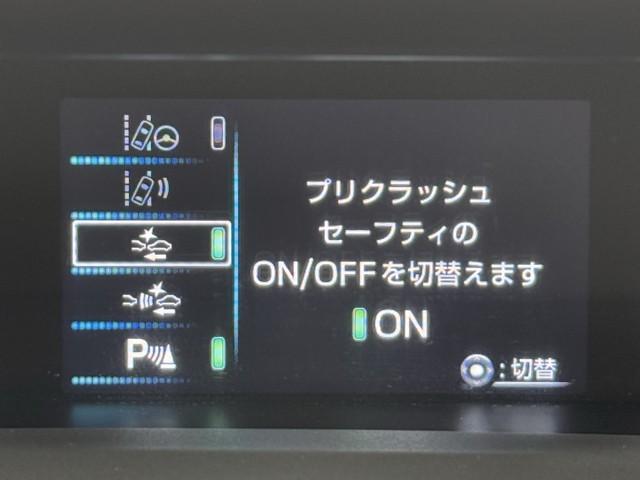 プリクラッシュ
セーフティの
ON/OFFを切替えます
ON
P
:切替